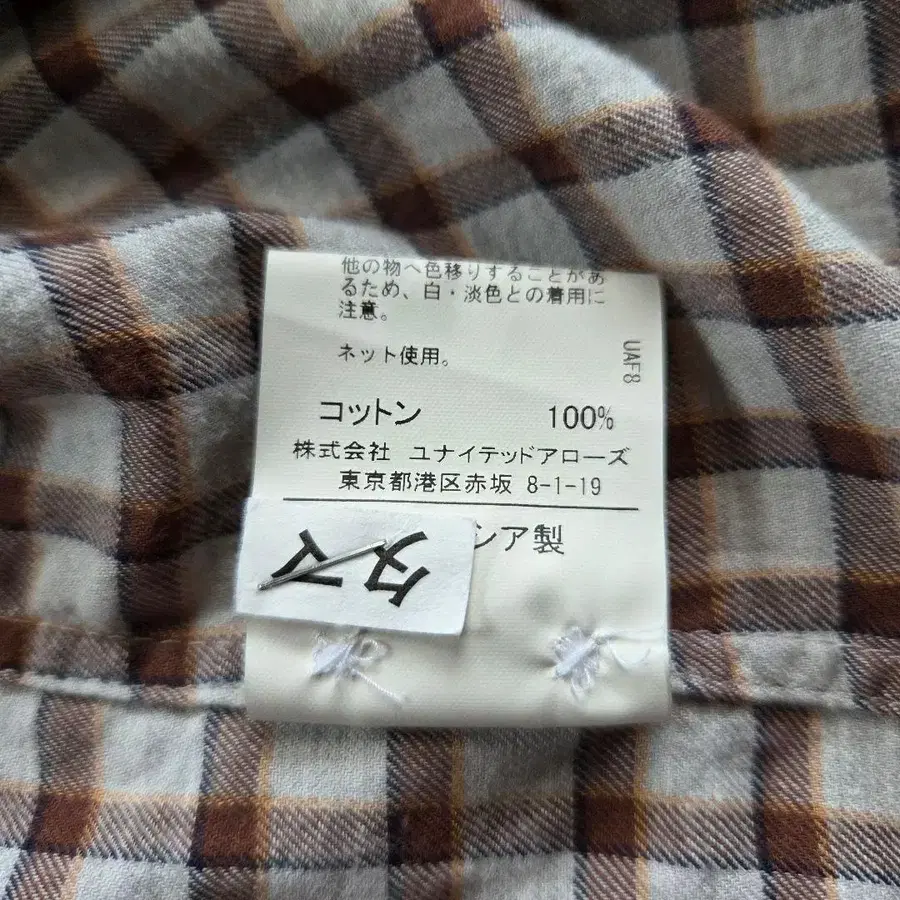 他の物へ色移りすることがあ
るため、白・淡色との着用に
注意。
ネット使用。
UAF8
コットン 100%
株式会社 ユナイテッドアローズ
東京都港区赤坂 8-1-19
シア製
タマ